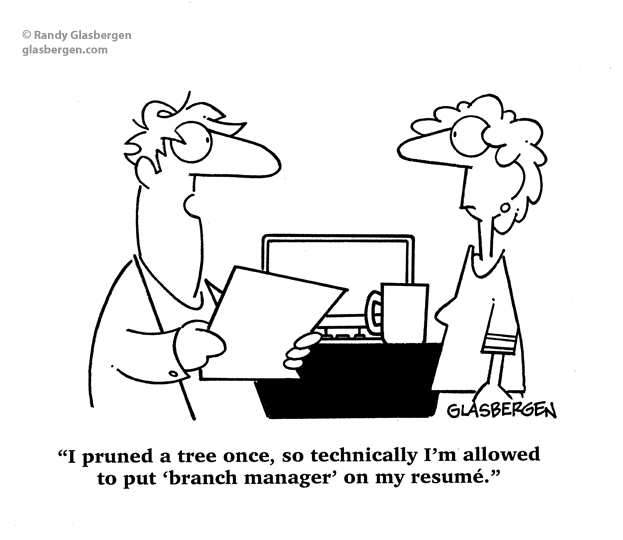 © Randy Glasbergen
glasbergen.com
GLASBERGEN
“I pruned a tree once, so technically I’m allowed
to put ‘branch manager’ on my resumé.”